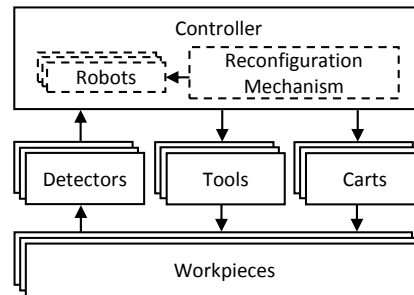 Controller
Robots
Reconfiguration
Mechanism
Detectors
Tools
Carts
Workpieces